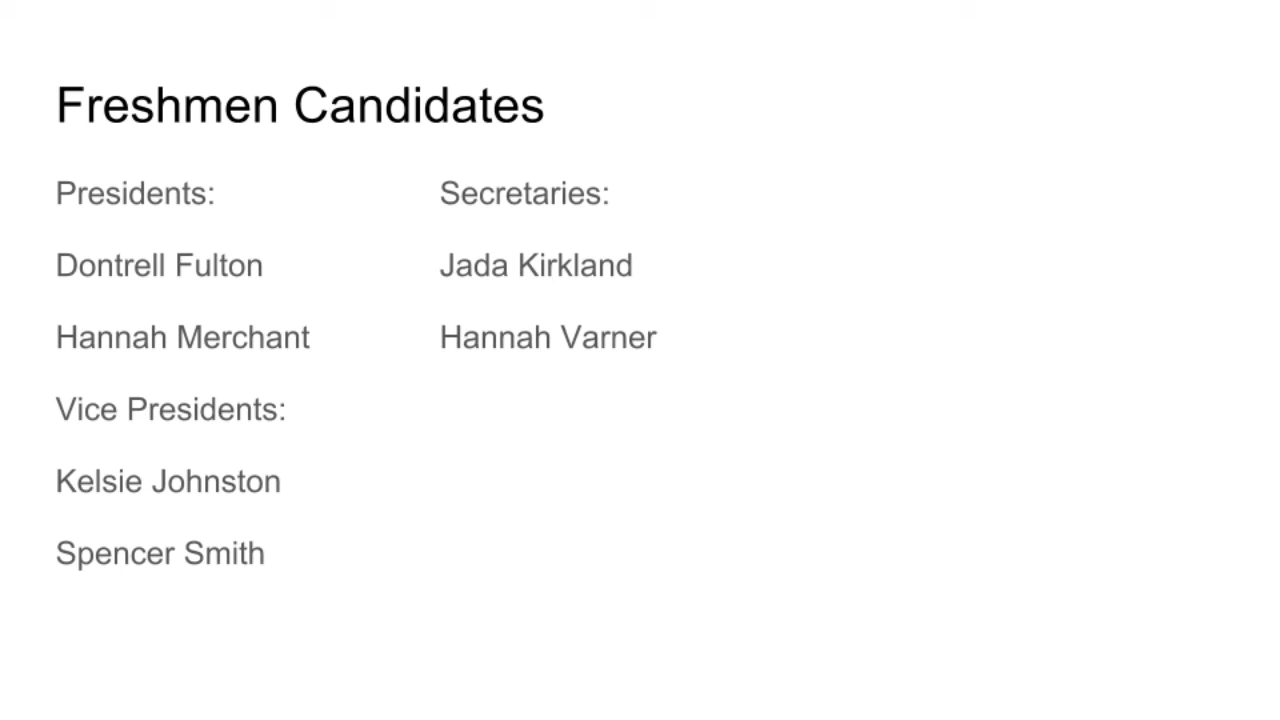 Freshmen Candidates
Presidents:
Dontrell Fulton
Hannah Merchant
Vice Presidents:
Kelsie Johnston
Spencer Smith
Secretaries:
Jada Kirkland
Hannah Varner